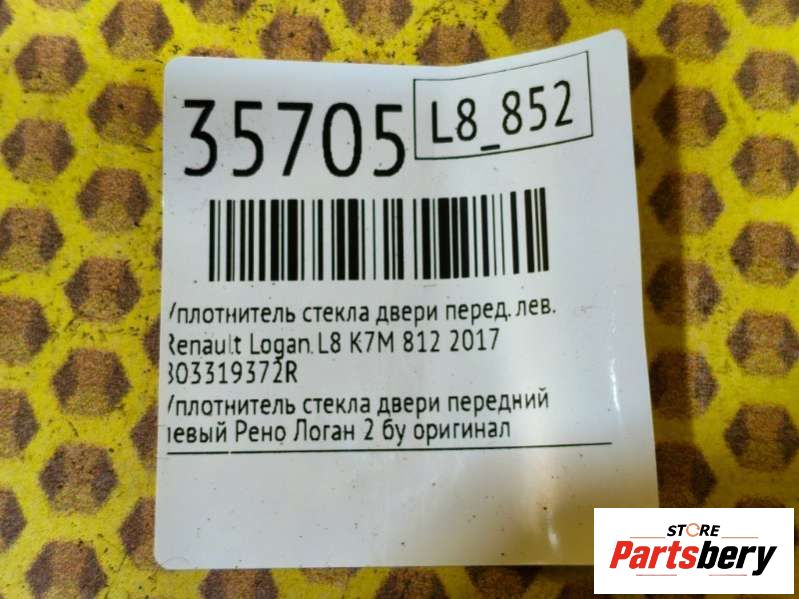 35705
L8_852
Уплотнитель стекла двери перед. лев.
Renault Logan L8 K7M 812 2017
803319372R
Уплотнитель стекла двери передний
левый Рено Логан 2 бу оригинал
STORE
Partsbery